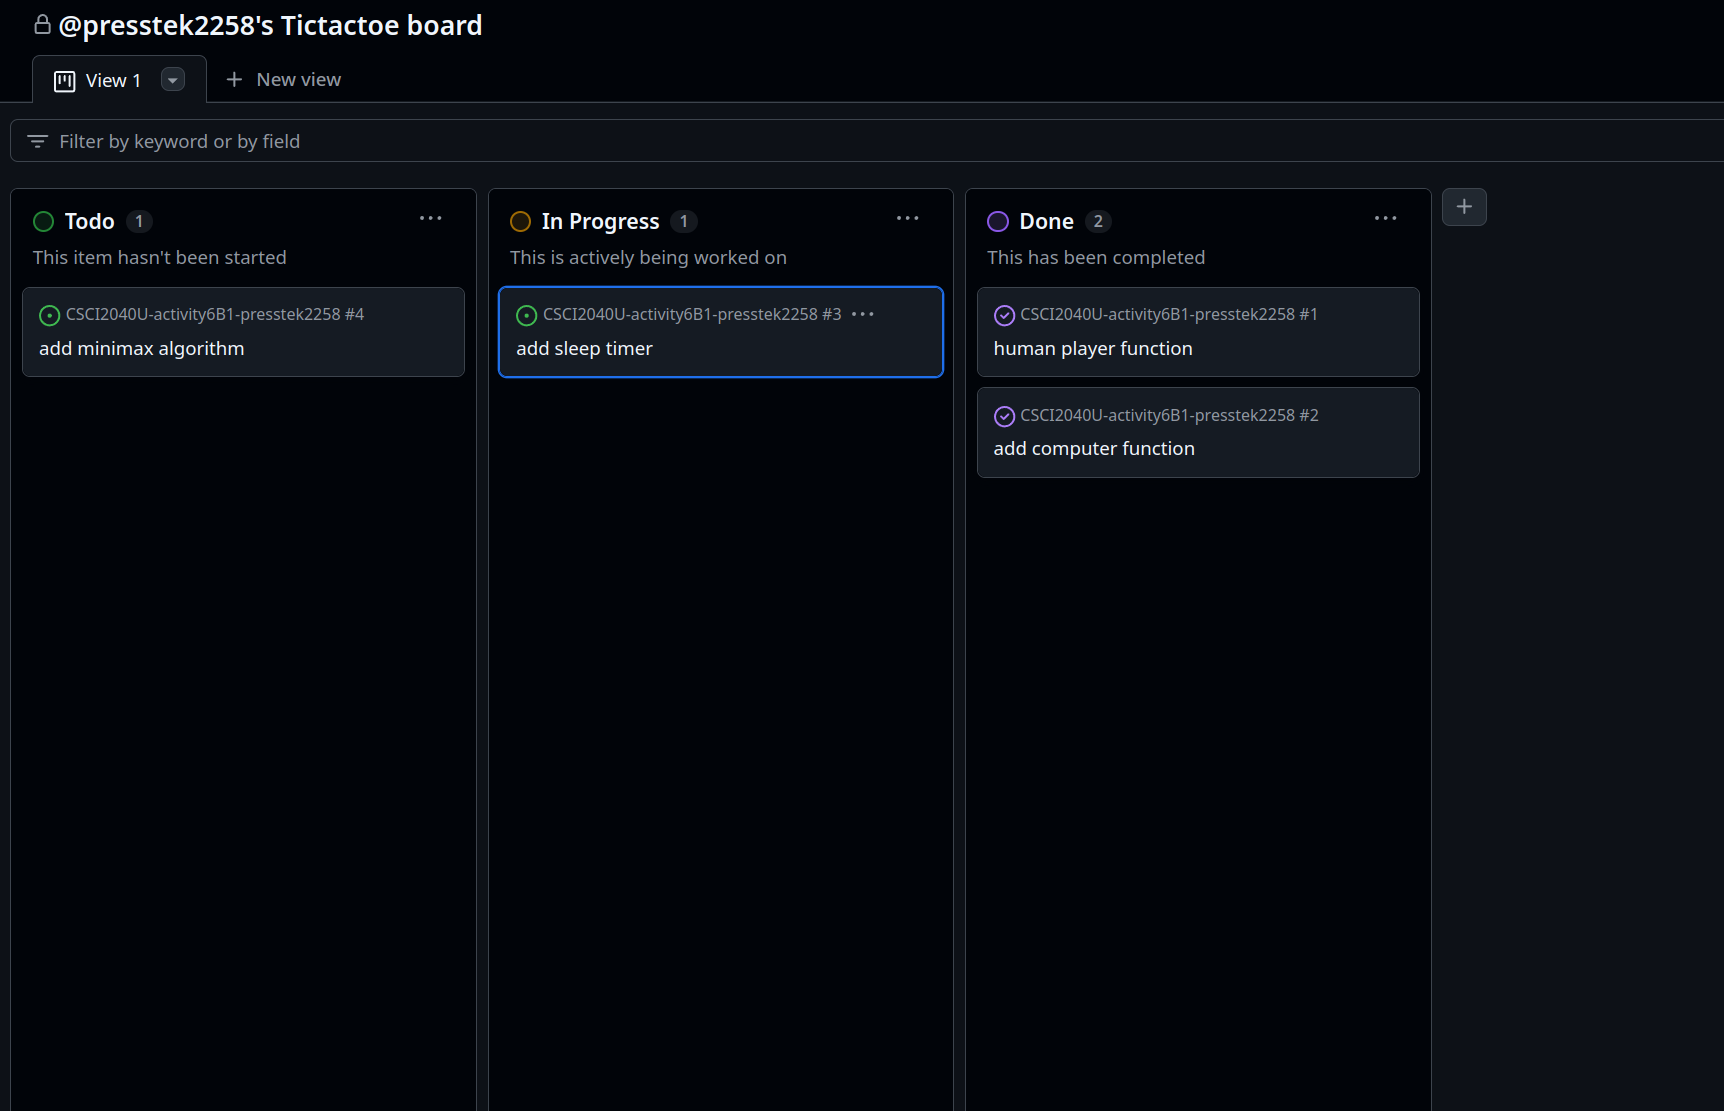 @presstek2258's Tictactoe board
View 1
New view
Filter by keyword or by field
Todo 1
This item hasn't been started
CSCI2040U-activity6B1-presstek2258 #4
add minimax algorithm
In Progress 1
This is actively being worked on
CSCI2040U-activity6B1-presstek2258 #3
add sleep timer
Done 2
This has been completed
CSCI2040U-activity6B1-presstek2258 #1
human player function
CSCI2040U-activity6B1-presstek2258 #2
add computer function